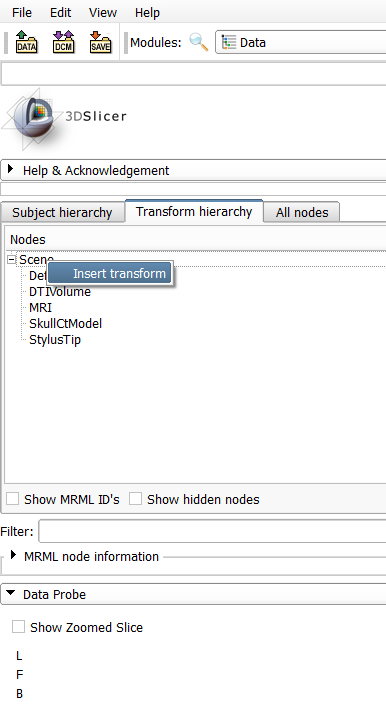 File Edit View Help
DATA DCM SAVE Modules: Data
3DSlicer
Help & Acknowledgement
Subject hierarchy Transform hierarchy All nodes
Nodes
Scene
Insert transform
DTIVolume
MRI
SkullCtModel
StylusTip
Show MRML ID's Show hidden nodes
Filter:
MRML node information
Data Probe
Show Zoomed Slice
L
F
B